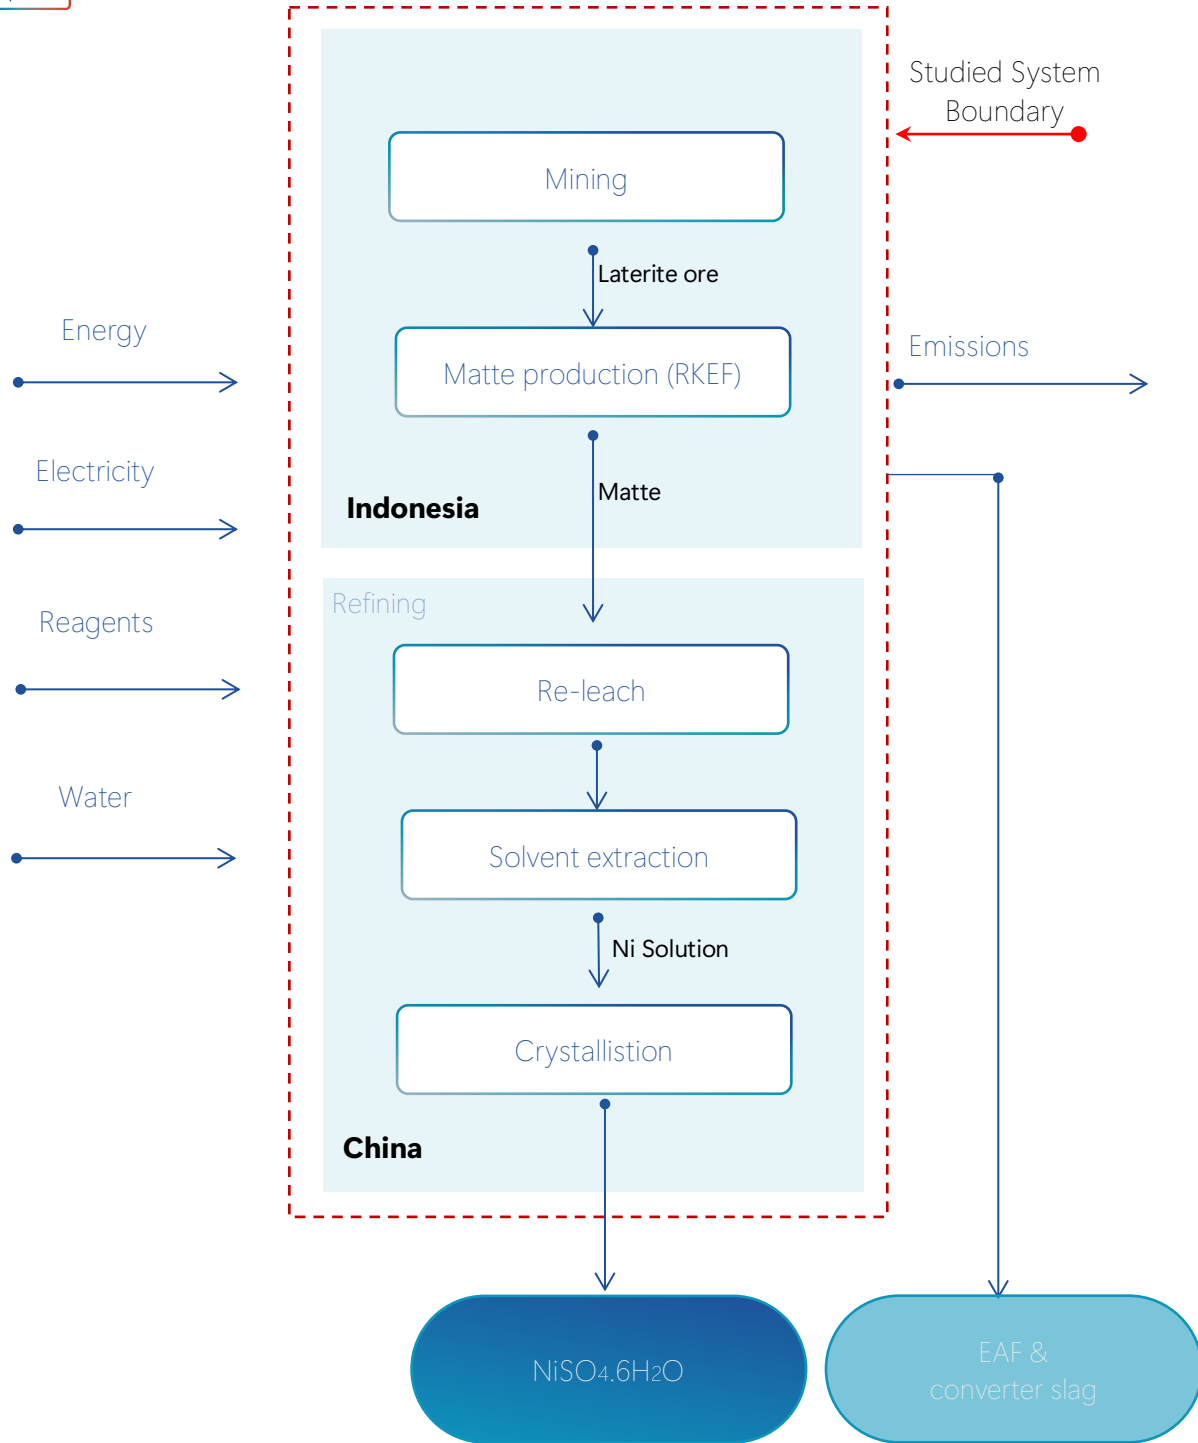 Studied System
Boundary
Mining
Laterite ore
Energy
Emissions
Matte production (RKEF)
Electricity
Matte
Indonesia
Refining
Reagents
Re-leach
Water
Solvent extraction
Ni Solution
Crystallistion
China
NiSO4.6H2O
EAF &
converter slag